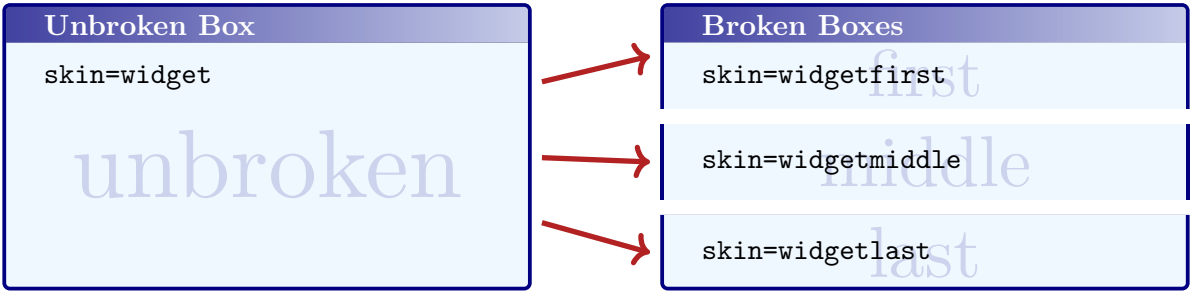 Unbroken Box
skin=widget
unbroken
Broken Boxes
first
skin=widgetfirst
middle
skin=widgetmiddle
last
skin=widgetlast